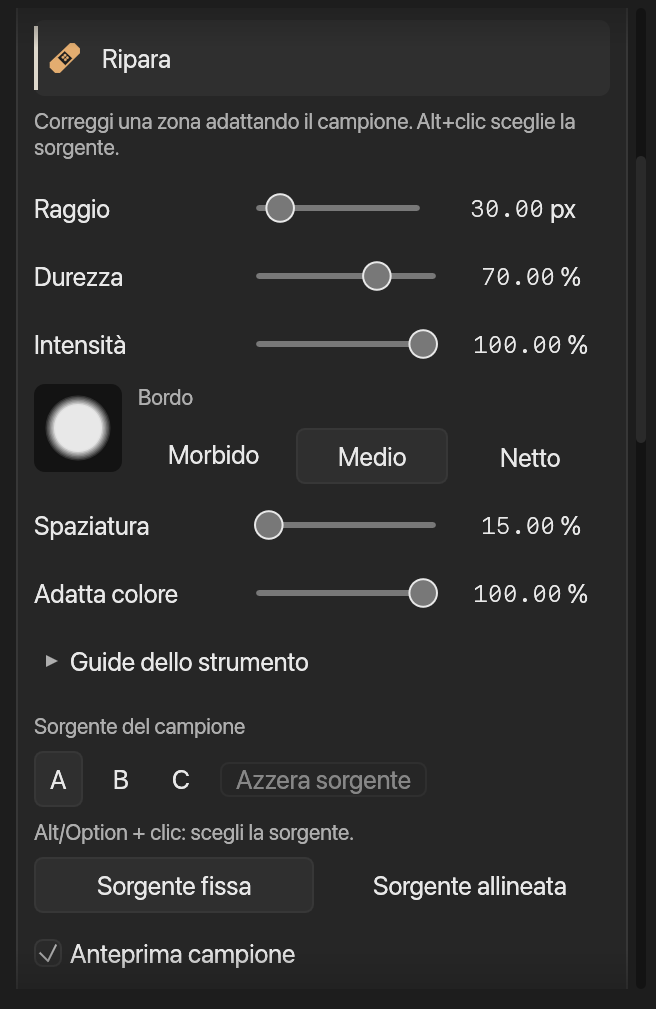 Ripara
Correggi una zona adattando il campione. Alt+clic sceglie la
sorgente.
Raggio 30.00 px
Durezza 70.00 %
Intensità 100.00 %
Bordo
Morbido Medio Netto
Spaziatura 15.00 %
Adatta colore 100.00 %
Guide dello strumento
Sorgente del campione
A B C Azzera sorgente
Alt/Option + clic: scegli la sorgente.
Sorgente fissa Sorgente allineata
Anteprima campione